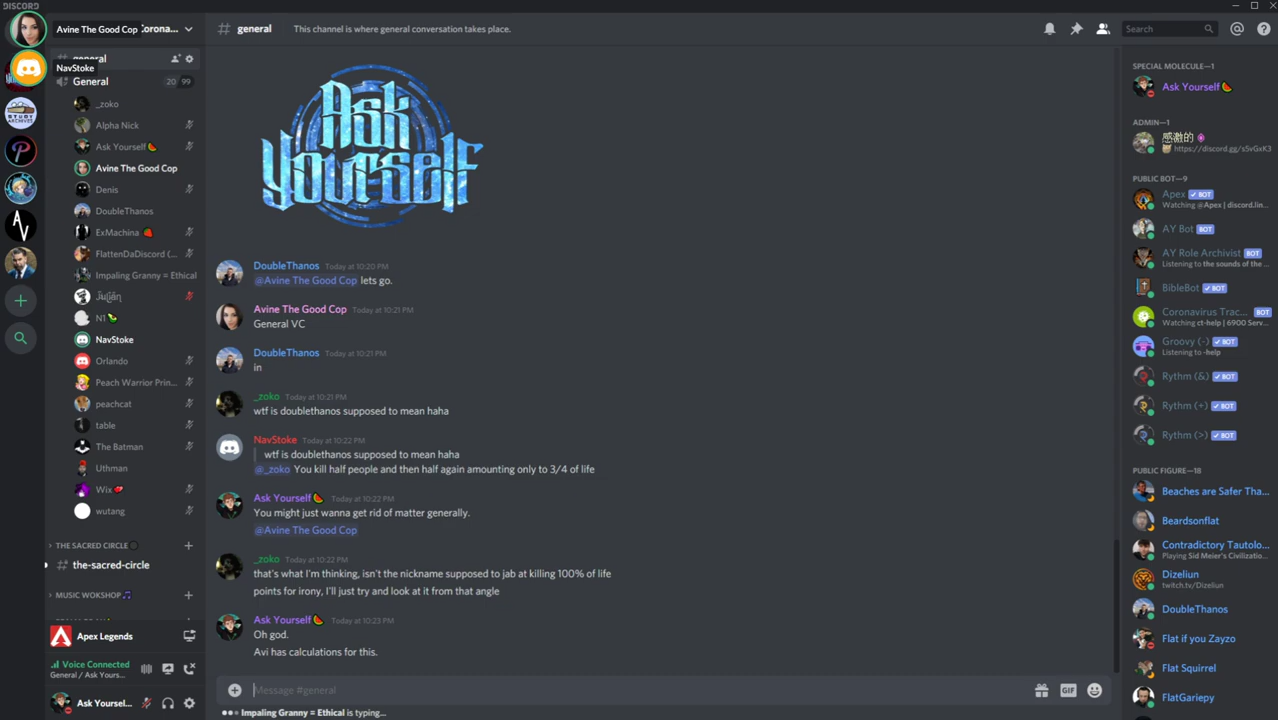 DISCORD
Avine The Good Cop
orona...
general
This channel is where general conversation takes place.
Search
general
NavStoke
General
20 99
_zoko
Alpha Nick
Ask Yourself
Avine The Good Cop
Denis
DoubleThanos
ExMachina
FlattenDaDiscord (...
Impaling Granny = Ethical
N1
NavStoke
Orlando
Peach Warrior Prin...
peachcat
table
The Batman
Uthman
Wix
wutang
THE SACRED CIRCLE
the-sacred-circle
MUSIC WOKSHOP
Apex Legends
Voice Connected
General / Ask Yours...
Ask Yoursel...
Ask
Yourself
DoubleThanos Today at 10:20 PM
@Avine The Good Cop lets go.
Avine The Good Cop Today at 10:21 PM
General VC
DoubleThanos Today at 10:21 PM
in
_zoko Today at 10:21 PM
wtf is doublethanos supposed to mean haha
NavStoke Today at 10:22 PM
wtf is doublethanos supposed to mean haha
@_zoko You kill half people and then half again amounting only to 3/4 of life
Ask Yourself Today at 10:22 PM
You might just wanna get rid of matter generally.
@Avine The Good Cop
_zoko Today at 10:22 PM
that's what I'm thinking, isn't the nickname supposed to jab at killing 100% of life
points for irony, I'll just try and look at it from that angle
Ask Yourself Today at 10:23 PM
Oh god.
Avi has calculations for this.
Message #general
GIF
Impaling Granny = Ethical is typing...
SPECIAL MOLECULE—1
Ask Yourself
ADMIN—1
感激的
https://discord.gg/sSvGxK3
PUBLIC BOT—9
Apex BOT
Watching @Apex | discord.lin...
AY Bot BOT
AY Role Archivist BOT
Listening to the sounds of the ...
BibleBot BOT
Coronavirus Trac... BOT
Watching ct-help | 6900 Serv...
Groovy (-) BOT
Listening to -help
Rythm (&) BOT
Rythm (+) BOT
Rythm (>) BOT
PUBLIC FIGURE—18
Beaches are Safer Tha...
Beardsonflat
Contradictory Tautolo...
Playing Sid Meier's Civilizatio...
Dizeliun
twitch.tv/Dizeliun
DoubleThanos
Flat if you Zayzo
Flat Squirrel
FlatGariepy